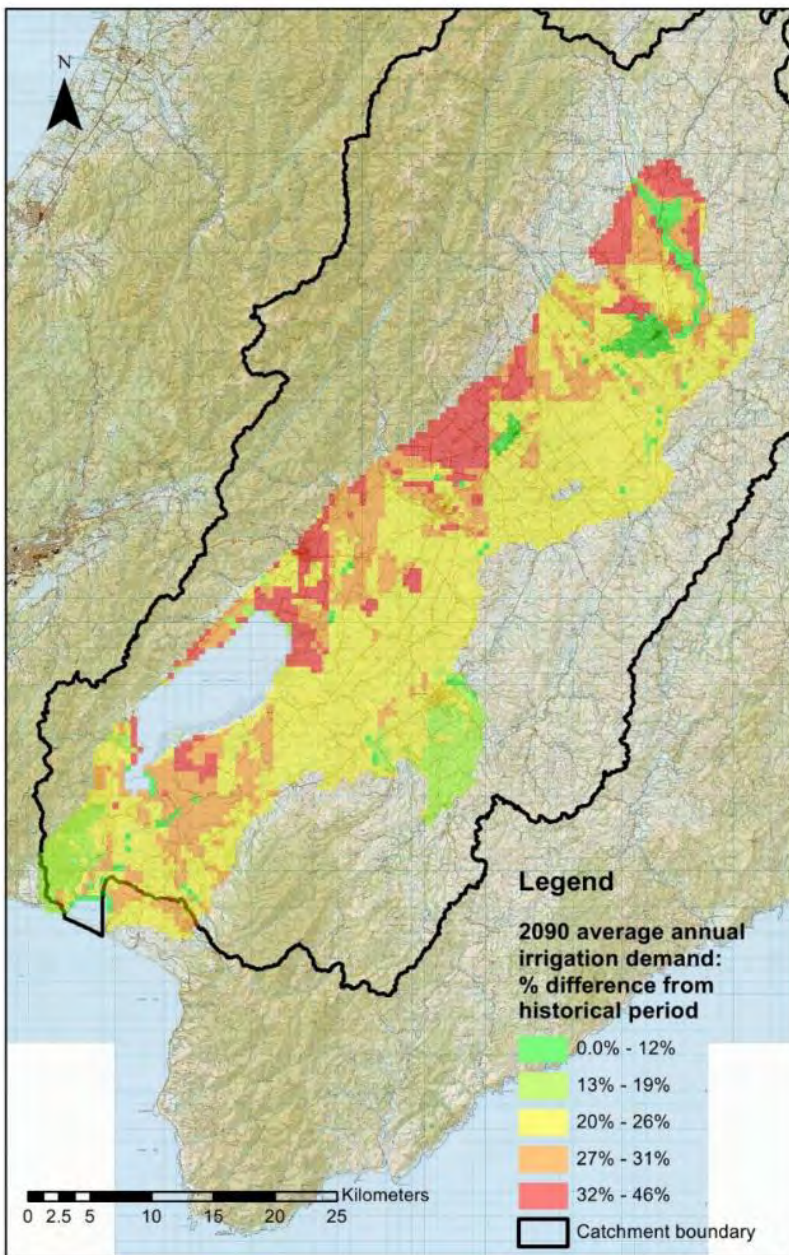 N
Legend
2090 average annual
irrigation demand:
% difference from
historical period
0.0% - 12%
13% - 19%
20% - 26%
27% - 31%
32% - 46%
Catchment boundary
Kilometers
0 2.5 5 10 15 20 25